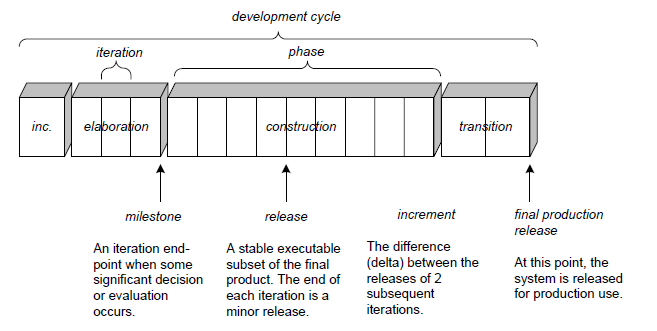 development cycle
iteration
phase
inc.
elaboration
construction
transition
milestone
An iteration end-
point when some
significant decision
or evaluation
occurs.
release
A stable executable
subset of the final
product. The end of
each iteration is a
minor release.
increment
The difference
(delta) between the
releases of 2
subsequent
iterations.
final production
release
At this point, the
system is released
for production use.